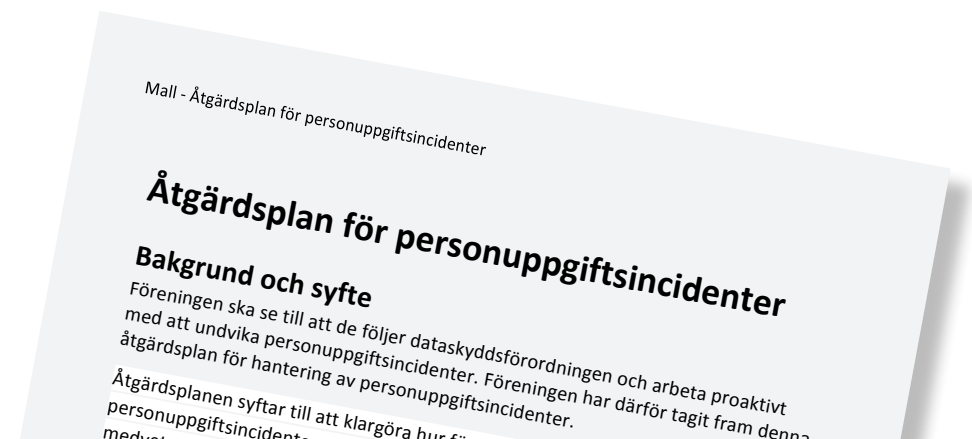 Mall - Åtgärdsplan för personuppgiftsincidenter
Åtgärdsplan för personuppgiftsincidenter
Bakgrund och syfte
Föreningen ska se till att de följer dataskyddsförordningen och arbeta proaktivt
med att undvika personuppgiftsincidenter. Föreningen har därför tagit fram denna
åtgärdsplan för hantering av personuppgiftsincidenter.
Åtgärdsplanen syftar till att klargöra hur